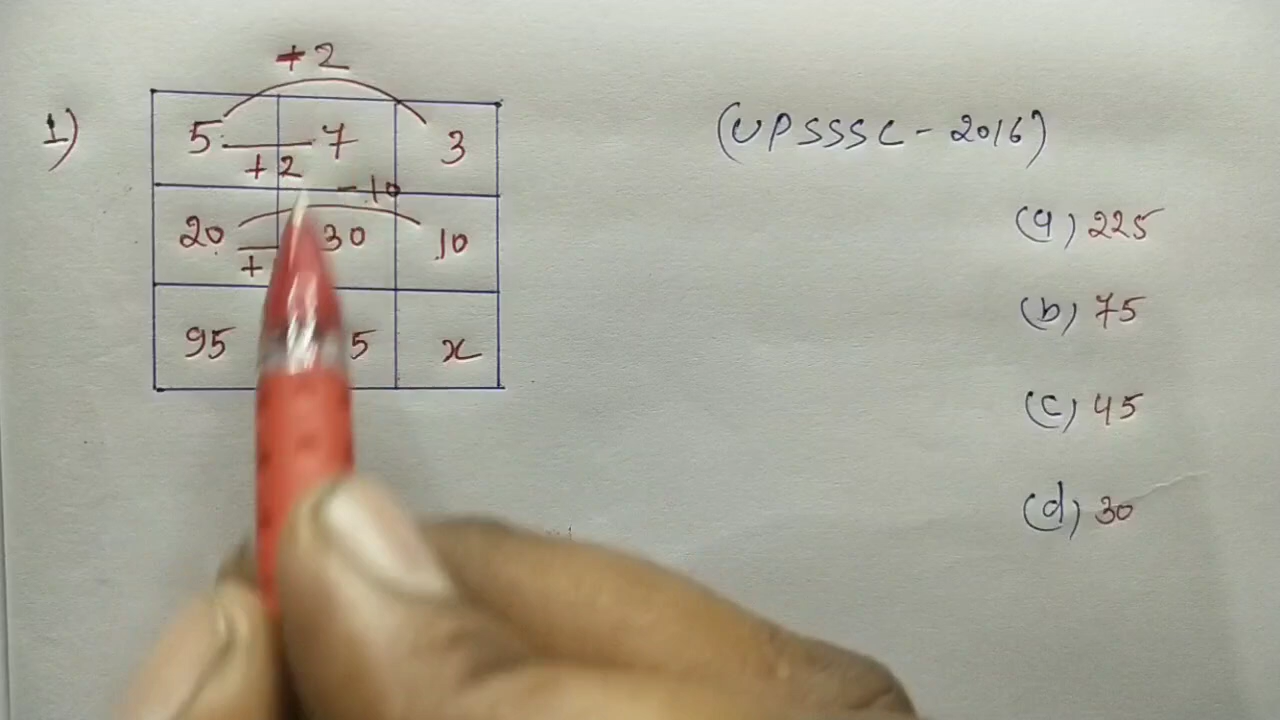 +2
1) 5 7 3 (UPSSSC - 2016)
+2
-10
20 30 10 (a) 225
+
95 5 x (b) 75
(c) 45
(d) 30